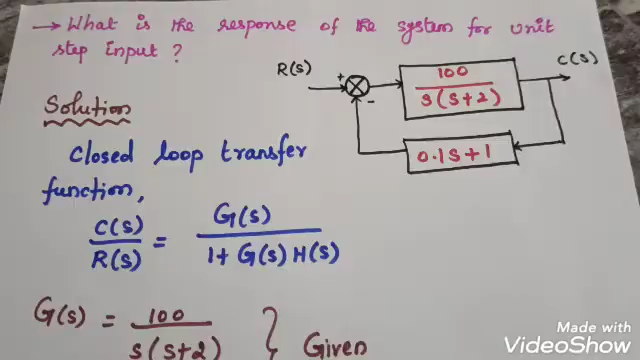 → What is the response of the system for unit
step Input ?
R(s)
+
-
100
s(s+2)
C(s)
0.1s+1
Solution
Closed loop transfer
function,
C(s)/R(s) = G(s)/1+G(s)H(s)
G(s) = 100/s(s+2) } Given
Made with
VideoShow